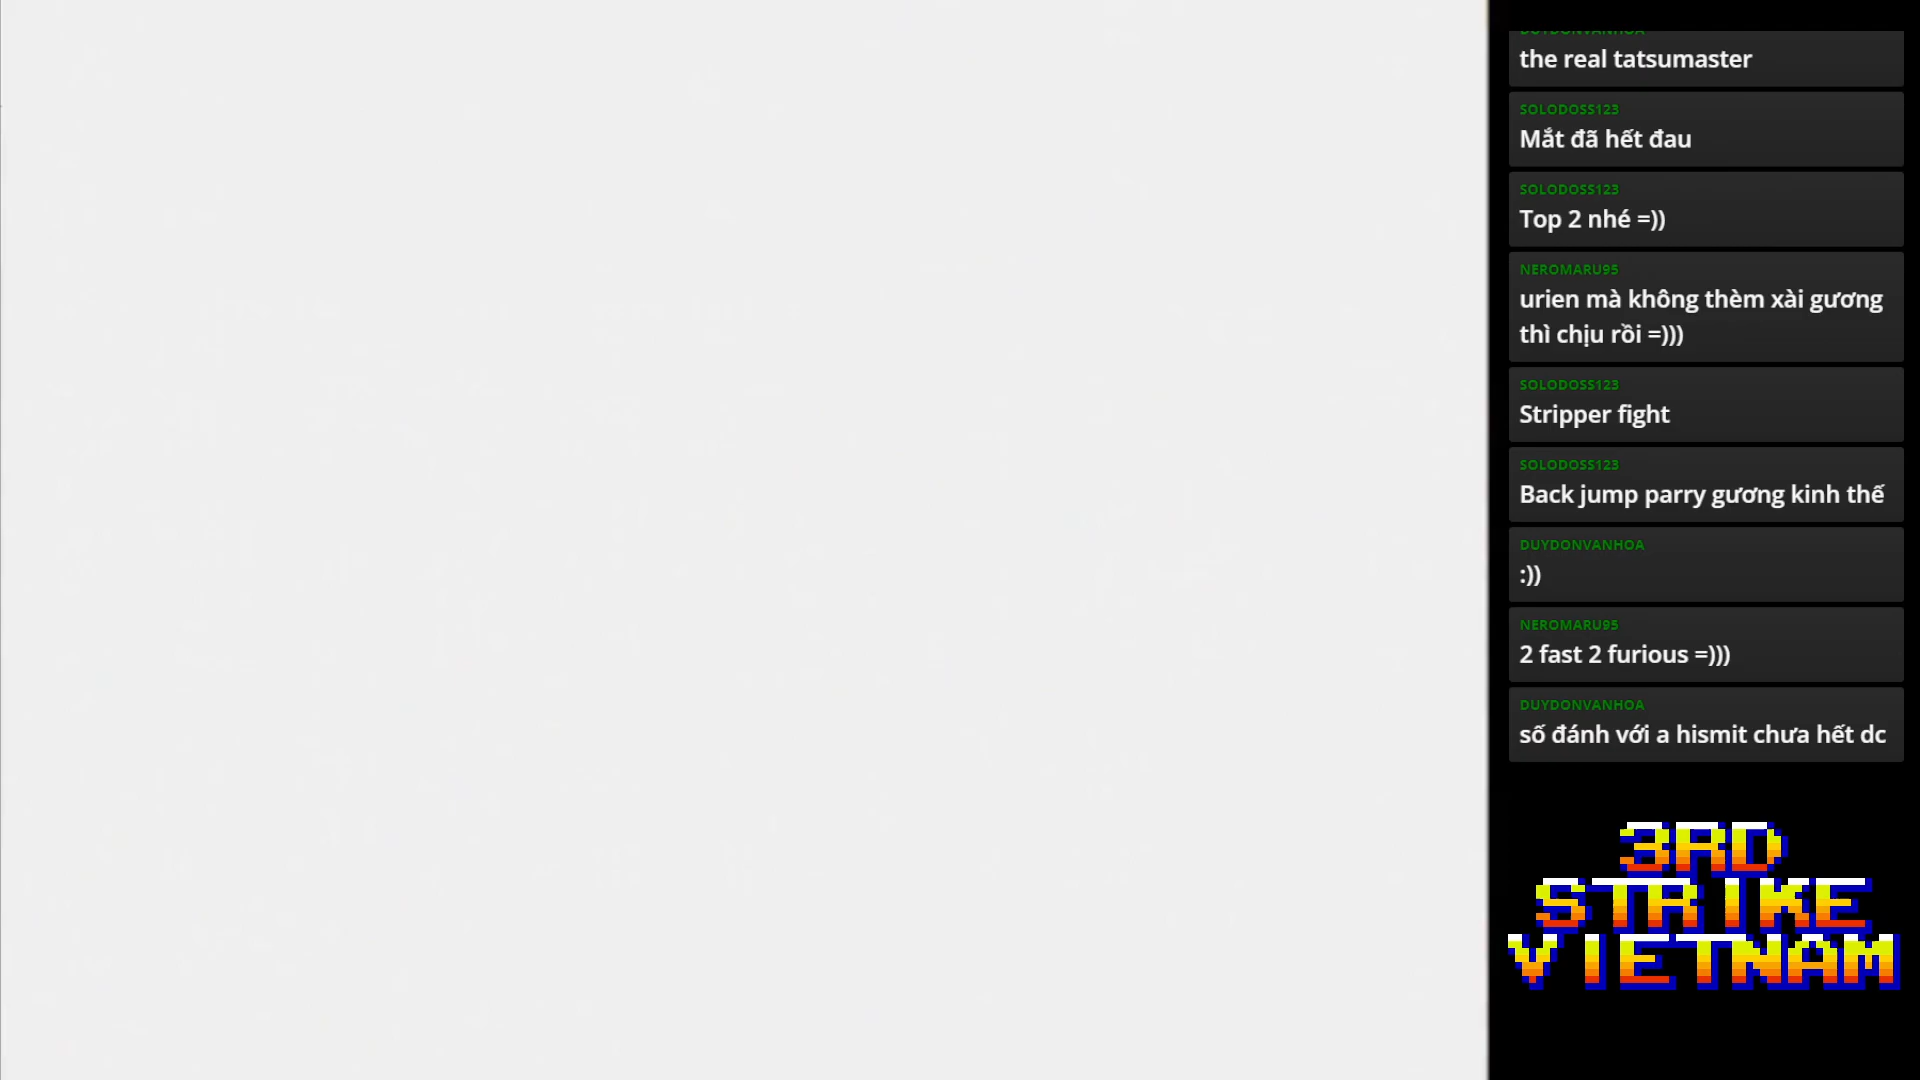 DUYDONVANHOA
the real tatsumaster
SOLODOSS123
Mắt đã hết đau
SOLODOSS123
Top 2 nhé =))
NEROMARU95
urien mà không thèm xài gương
thì chịu rồi =)))
SOLODOSS123
Stripper fight
SOLODOSS123
Back jump parry gương kinh thế
DUYDONVANHOA
:))
NEROMARU95
2 fast 2 furious =)))
DUYDONVANHOA
số đánh với a hismit chưa hết dc
3RD
STRIKE
VIETNAM